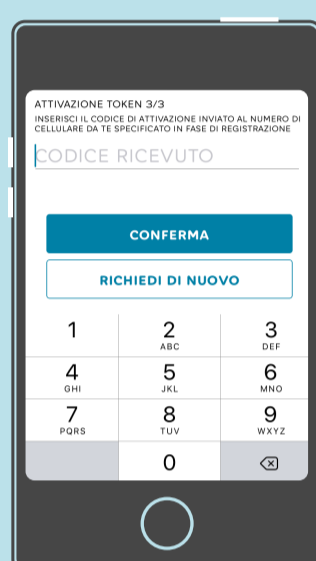 ATTIVAZIONE TOKEN 3/3
INSERISCI IL CODICE DI ATTIVAZIONE INVIATO AL NUMERO DI
CELLULARE DA TE SPECIFICATO IN FASE DI REGISTRAZIONE
CODICE RICEVUTO
CONFERMA
RICHIEDI DI NUOVO
1 2 3
ABC DEF
4 5 6
GHI JKL MNO
7 8 9
PQRS TUV WXYZ
0